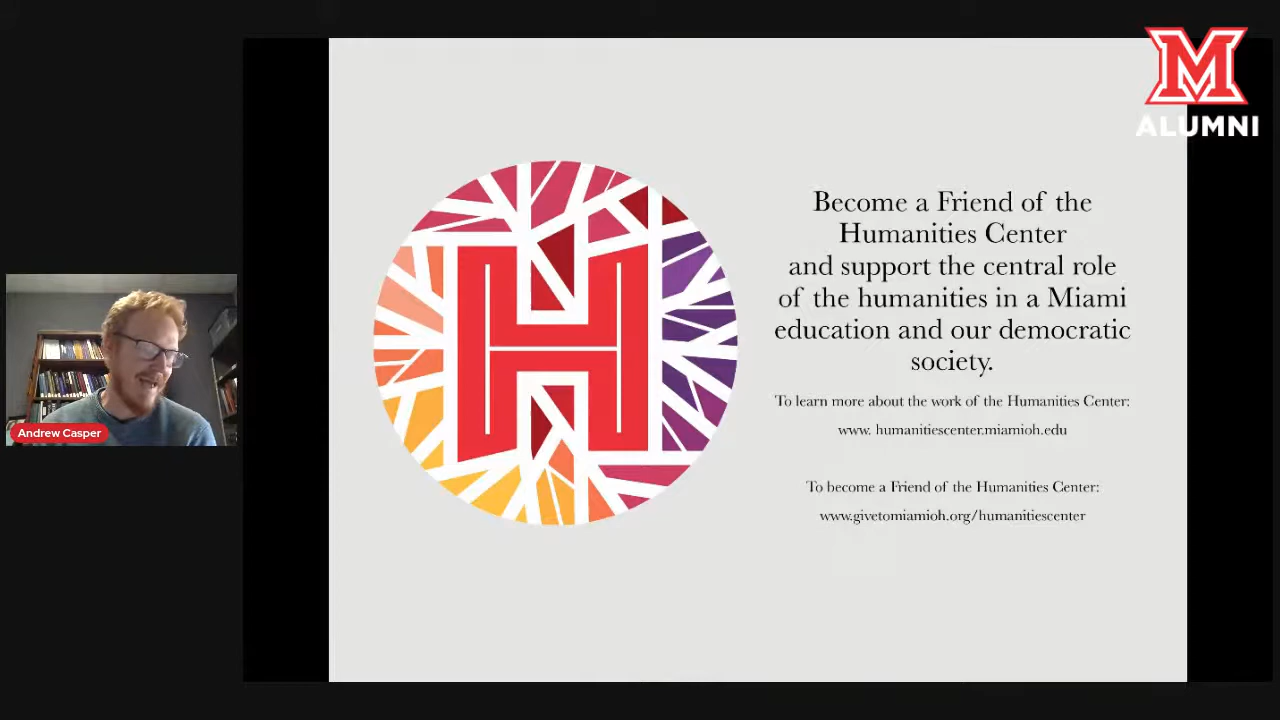 M
ALUMNI
Become a Friend of the
Humanities Center
and support the central role
of the humanities in a Miami
education and our democratic
society.
To learn more about the work of the Humanities Center:
www. humanitiescenter.miamioh.edu
To become a Friend of the Humanities Center:
www.givetomiamioh.org/humanitiescenter
H
Andrew Casper